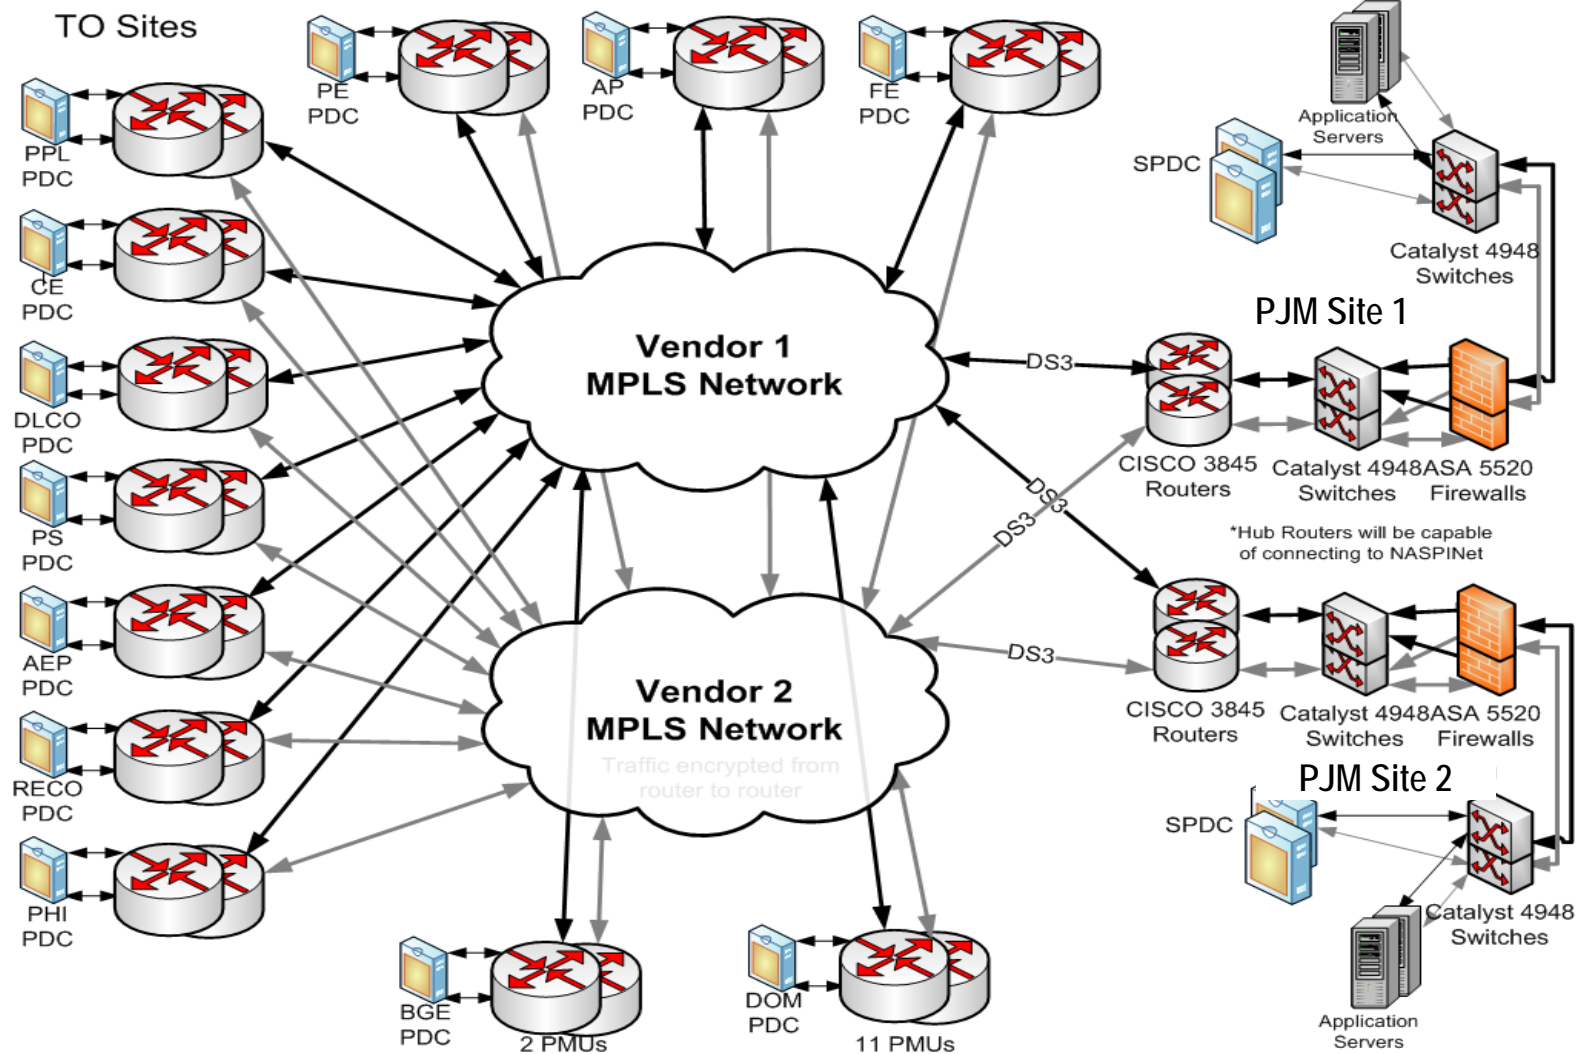 TO Sites
PE
PDC
AP
PDC
FE
PDC
Application
Servers
SPDC
Catalyst 4948
Switches
PPL
PDC
CE
PDC
DLCO
PDC
PS
PDC
AEP
PDC
RECO
PDC
PHI
PDC
Vendor 1
MPLS Network
Vendor 2
MPLS Network
Traffic encrypted from
router to router
DS3
DS3
DS3
DS3
PJM Site 1
CISCO 3845
Routers
Catalyst 4948
Switches
ASA 5520
Firewalls
*Hub Routers will be capable
of connecting to NASPINet
CISCO 3845
Routers
Catalyst 4948
Switches
ASA 5520
Firewalls
PJM Site 2
SPDC
Catalyst 4948
Switches
Application
Servers
BGE
PDC
2 PMUs
DOM
PDC
11 PMUs